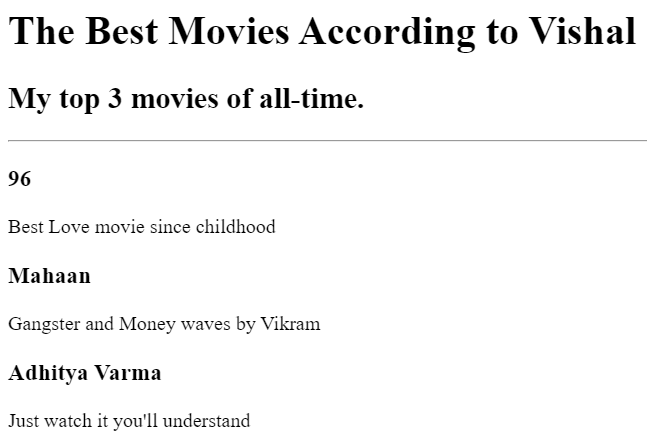 The Best Movies According to Vishal
My top 3 movies of all-time.
96
Best Love movie since childhood
Mahaan
Gangster and Money waves by Vikram
Adhitya Varma
Just watch it you'll understand